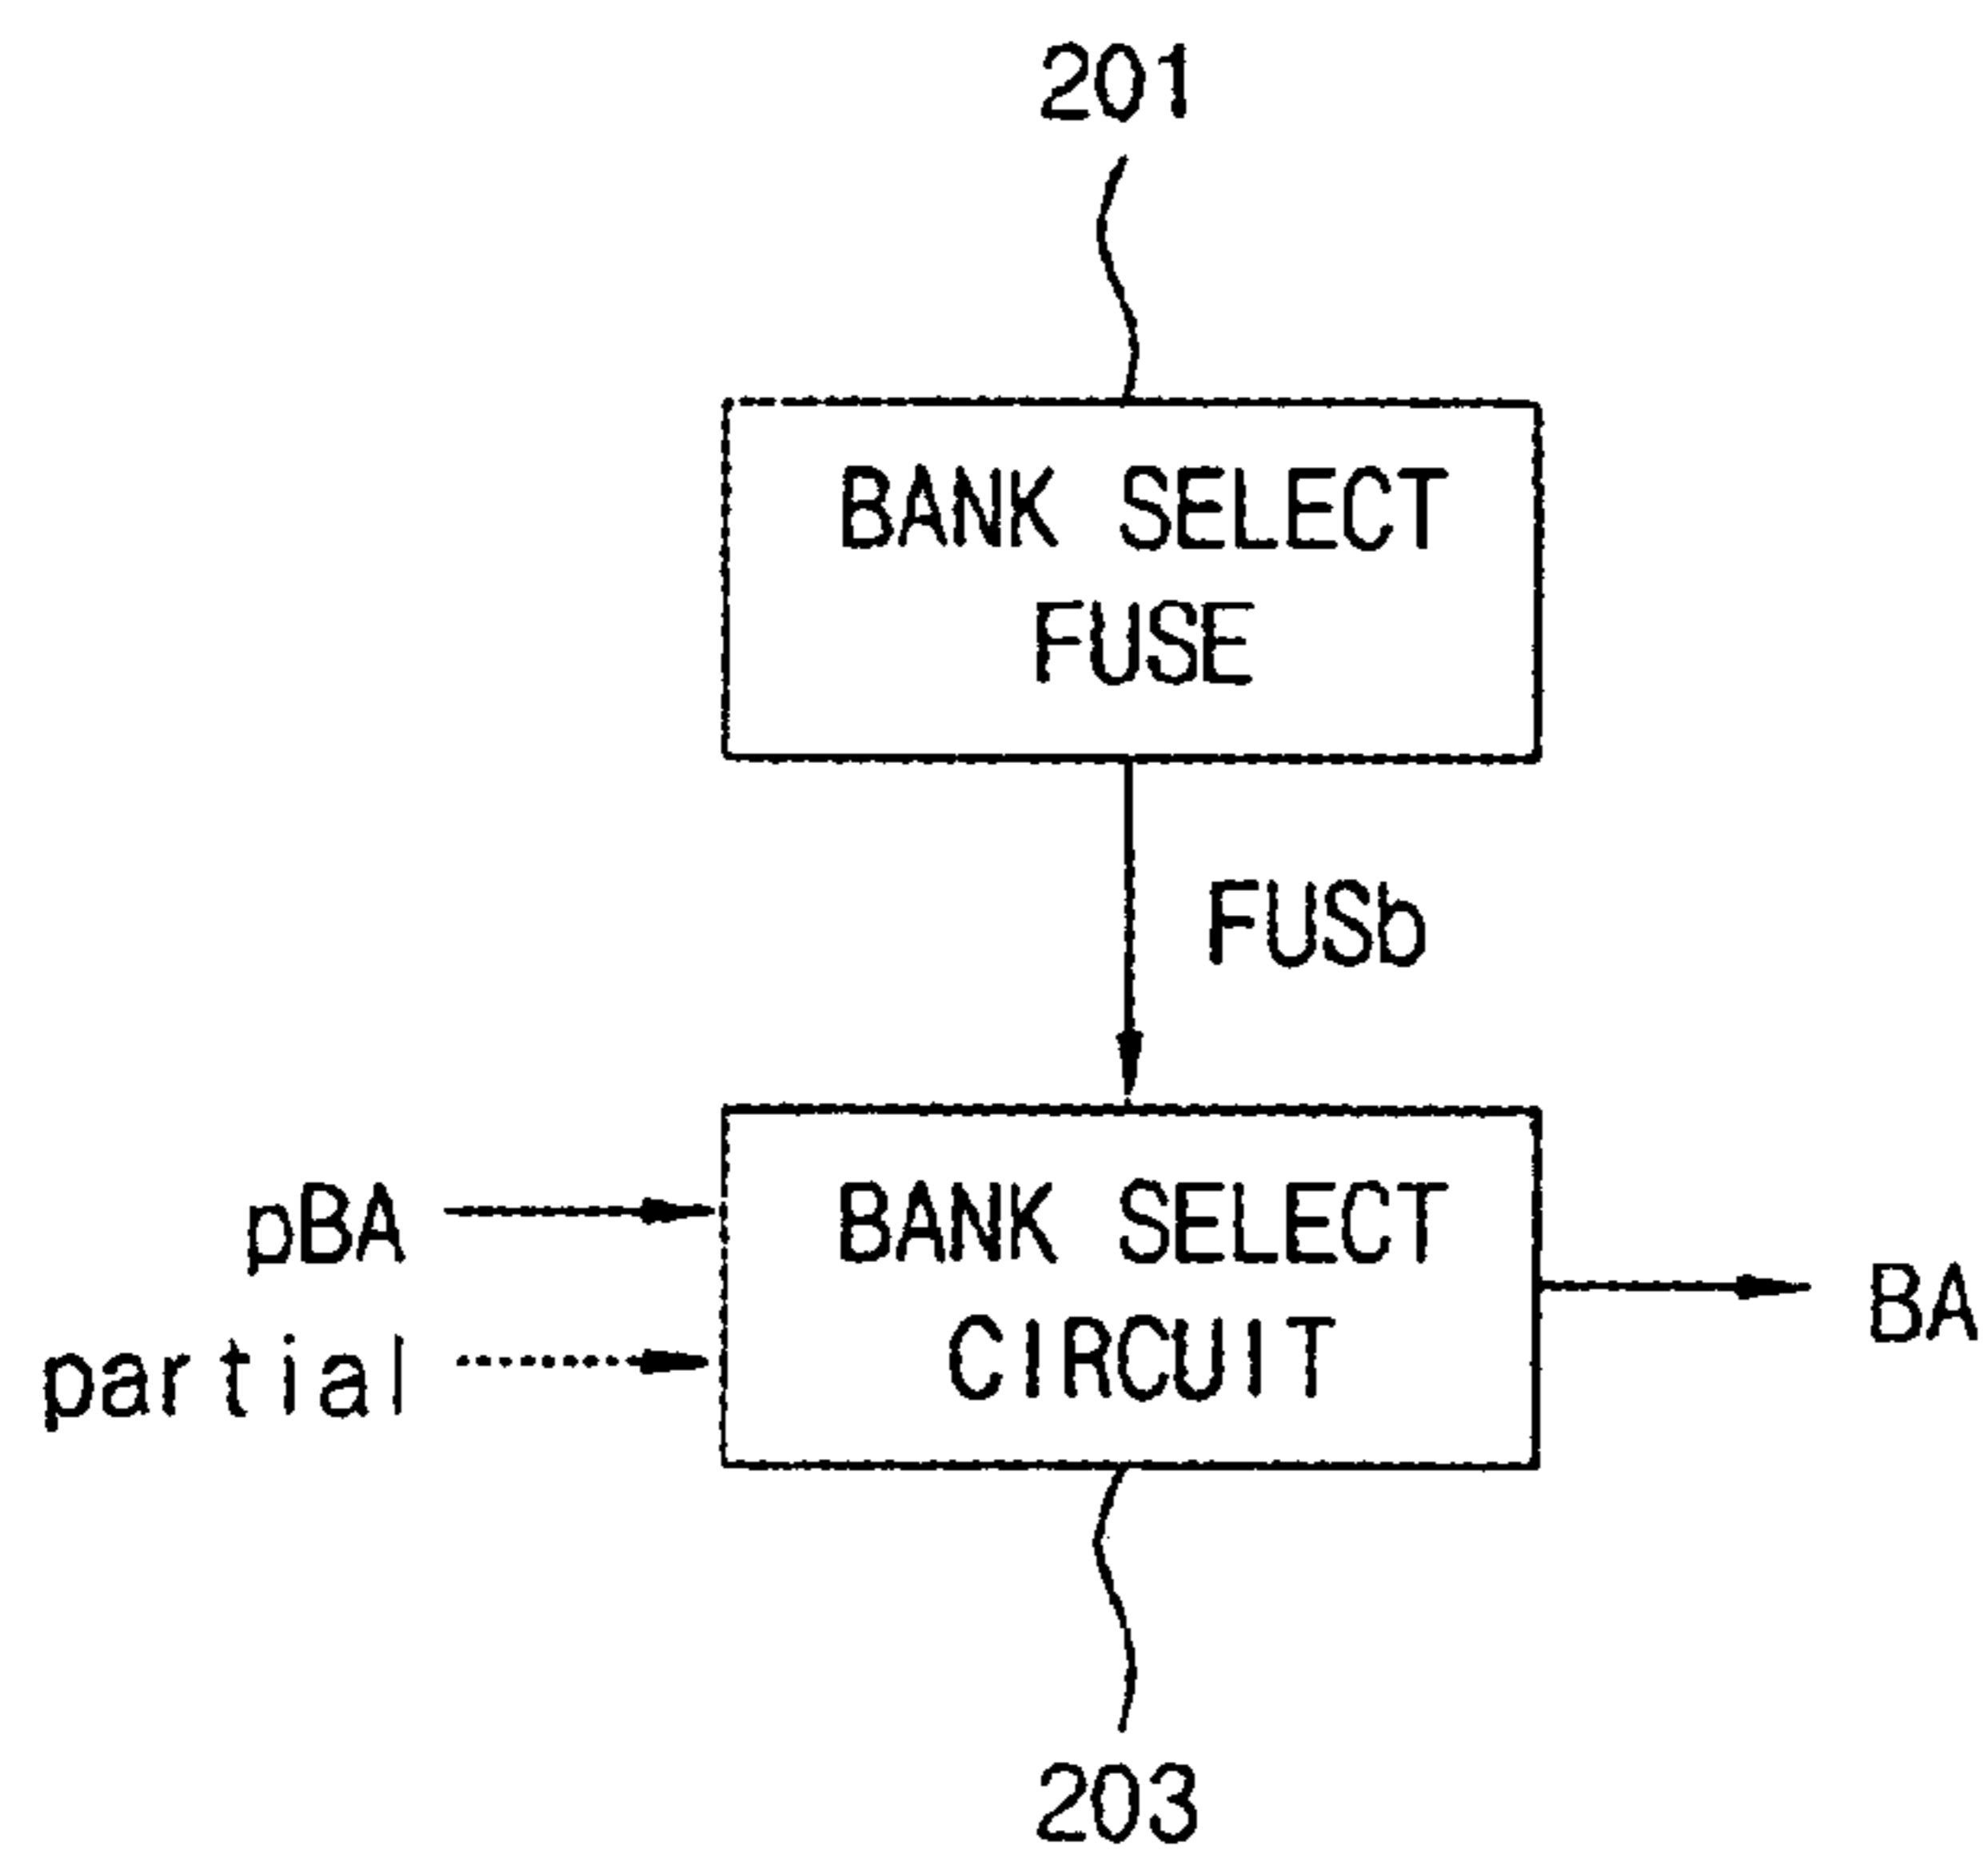 201
BANK SELECT
FUSE
FUSb
pBA
BANK SELECT
CIRCUIT
BA
partial
203